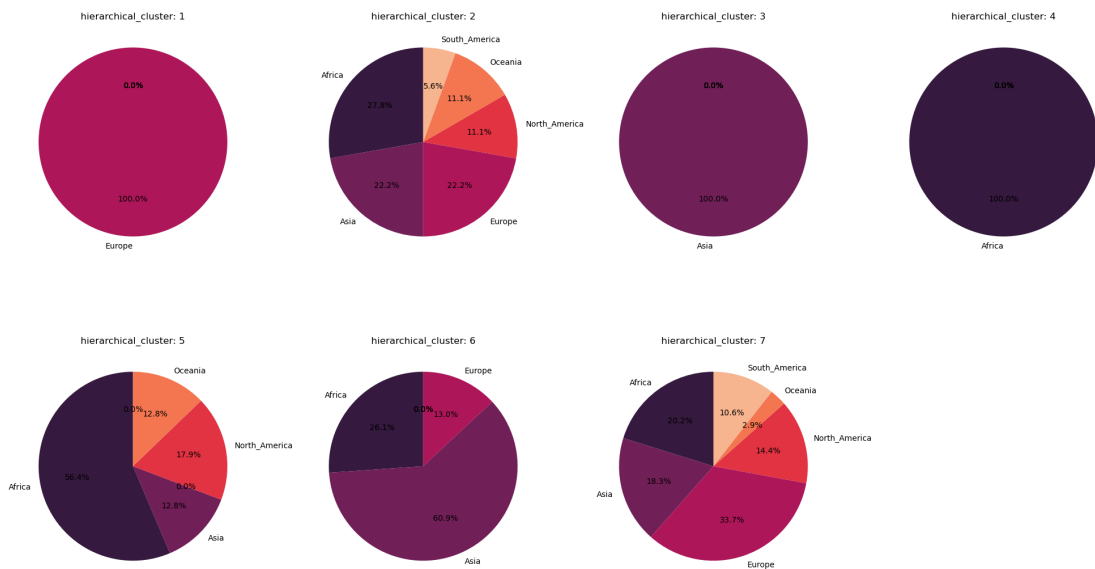 hierarchical_cluster: 1
0.0%
100.0%
Europe
hierarchical_cluster: 2
South_America
Oceania
Africa
5.6%
11.1%
27.8%
North_America
11.1%
22.2%
22.2%
Asia
Europe
hierarchical_cluster: 3
0.0%
100.0%
Asia
hierarchical_cluster: 4
0.0%
100.0%
Africa
hierarchical_cluster: 5
Oceania
0.0%
12.8%
North_America
17.9%
56.4%
Africa
0.0%
12.8%
Asia
hierarchical_cluster: 6
Europe
Africa
0.0%
13.0%
26.1%
60.9%
Asia
hierarchical_cluster: 7
South_America
Africa
Oceania
10.6%
20.2%
2.9%
North_America
14.4%
18.3%
Asia
33.7%
Europe